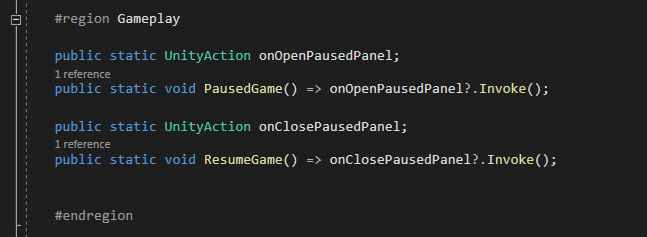 #region Gameplay
public static UnityAction onOpenPausedPanel;
1 reference
public static void PausedGame() => onOpenPausedPanel?.Invoke();
public static UnityAction onClosePausedPanel;
1 reference
public static void ResumeGame() => onClosePausedPanel?.Invoke();
#endregion